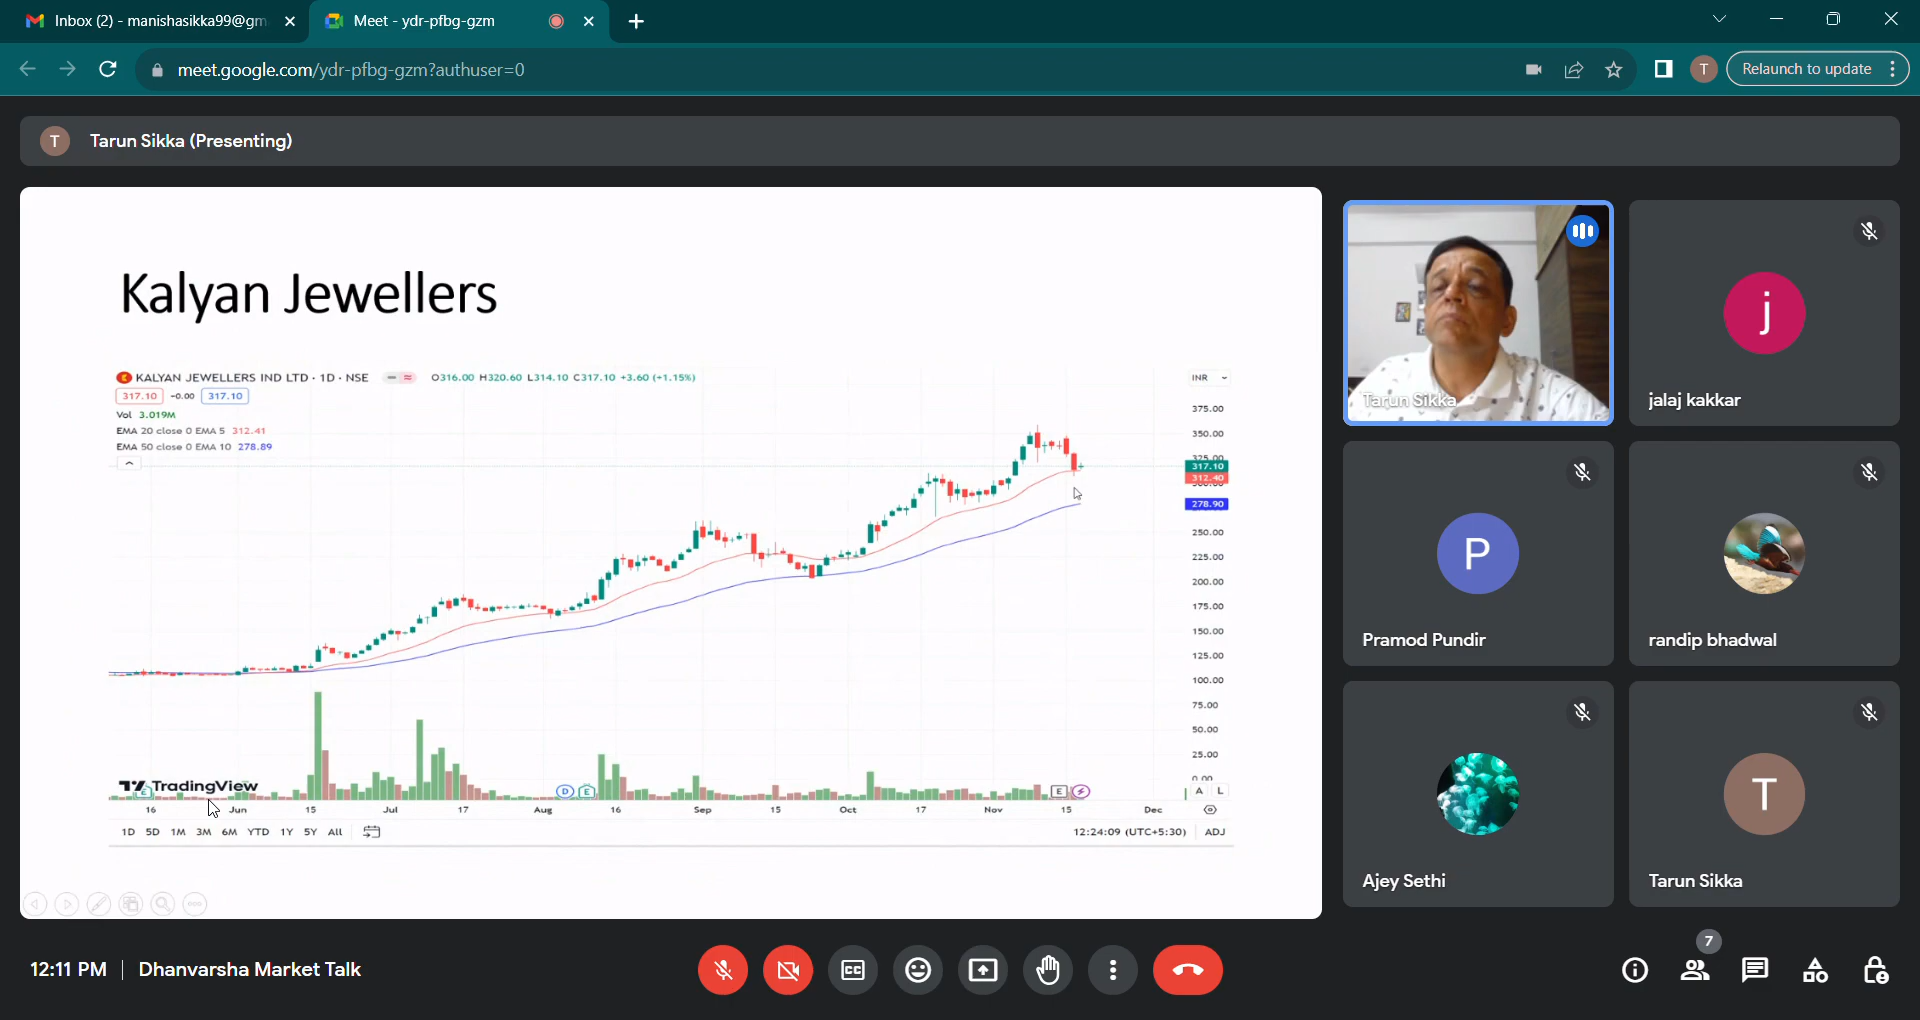 Inbox (2) - manishasikka99@gm
Meet - ydr-pfbg-gzm
meet.google.com/ydr-pfbg-gzm?authuser=0
T
Relaunch to update
T
Tarun Sikka (Presenting)
Kalyan Jewellers
KALYAN JEWELLERS IND LTD · 1D · NSE
O316.00 H320.60 L314.10 C317.10 +3.60 (+1.15%)
INR
317.10 -0.00 317.10
Vol 3.019M
EMA 20 close 0 EMA 5 312.41
EMA 50 close 0 EMA 10 278.89
375.00
350.00
325.00
317.10
312.40
300.00
278.90
250.00
225.00
200.00
175.00
150.00
125.00
100.00
75.00
50.00
25.00
0.00
TradingView
E
D E E
A L
16 Jun 15 Jul 17 Aug 16 Sep 15 Oct 17 Nov 15 Dec
1D 5D 1M 3M 6M YTD 1Y 5Y All
12:24:09 (UTC+5:30) ADJ
Tarun Sikka
j
jalaj kakkar
P
Pramod Pundir
randip bhadwal
Ajey Sethi
T
Tarun Sikka
12:11 PM | Dhanvarsha Market Talk
CC
7